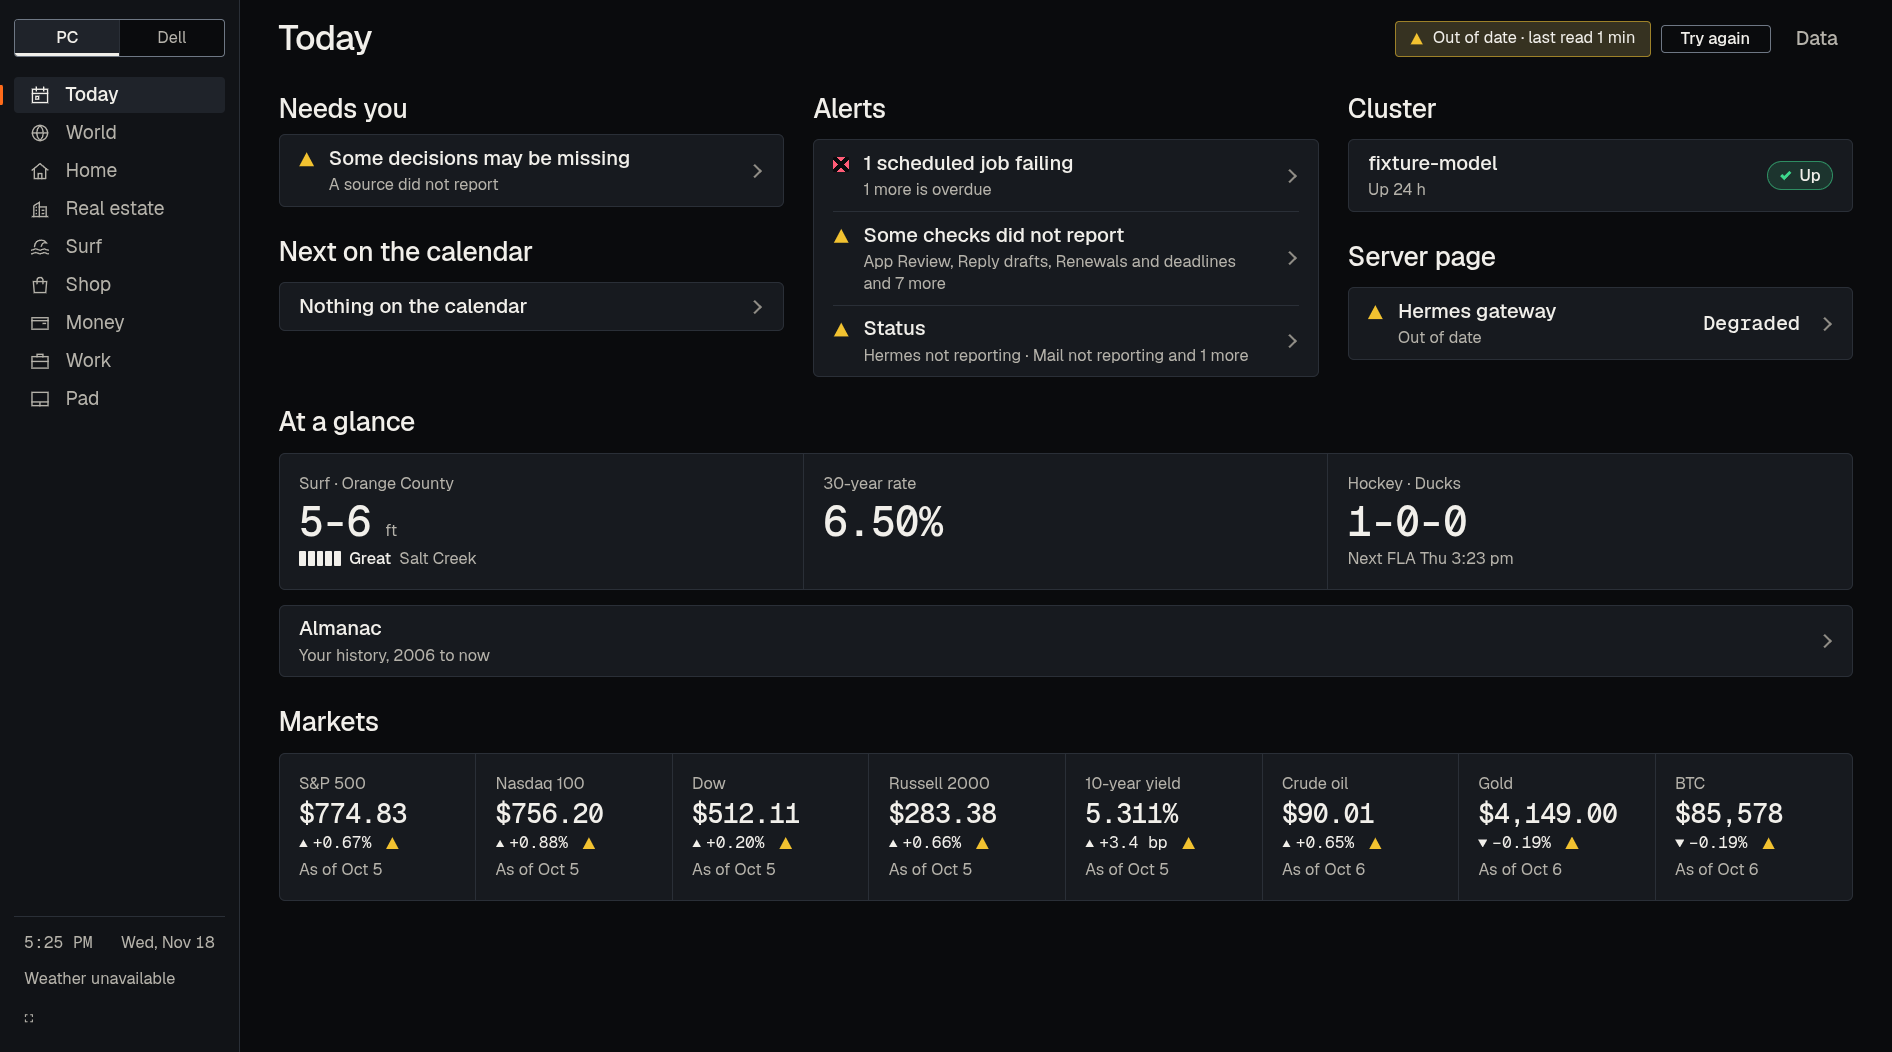 PC
Dell
Today
World
Home
Real estate
Surf
Shop
Money
Work
Pad
5:25 PM
Wed, Nov 18
Weather unavailable
Today
Out of date · last read 1 min
Try again
Data
Needs you
Some decisions may be missing
A source did not report
Next on the calendar
Nothing on the calendar
Alerts
1 scheduled job failing
1 more is overdue
Some checks did not report
App Review, Reply drafts, Renewals and deadlines
and 7 more
Status
Hermes not reporting · Mail not reporting and 1 more
Cluster
fixture-model
Up 24 h
Up
Server page
Hermes gateway
Out of date
Degraded
At a glance
Surf · Orange County
5-6 ft
Great Salt Creek
30-year rate
6.50%
Hockey · Ducks
1-0-0
Next FLA Thu 3:23 pm
Almanac
Your history, 2006 to now
Markets
S&P 500
$774.83
+0.67%
As of Oct 5
Nasdaq 100
$756.20
+0.88%
As of Oct 5
Dow
$512.11
+0.20%
As of Oct 5
Russell 2000
$283.38
+0.66%
As of Oct 5
10-year yield
5.311%
+3.4 bp
As of Oct 5
Crude oil
$90.01
+0.65%
As of Oct 6
Gold
$4,149.00
-0.19%
As of Oct 6
BTC
$85,578
-0.19%
As of Oct 6